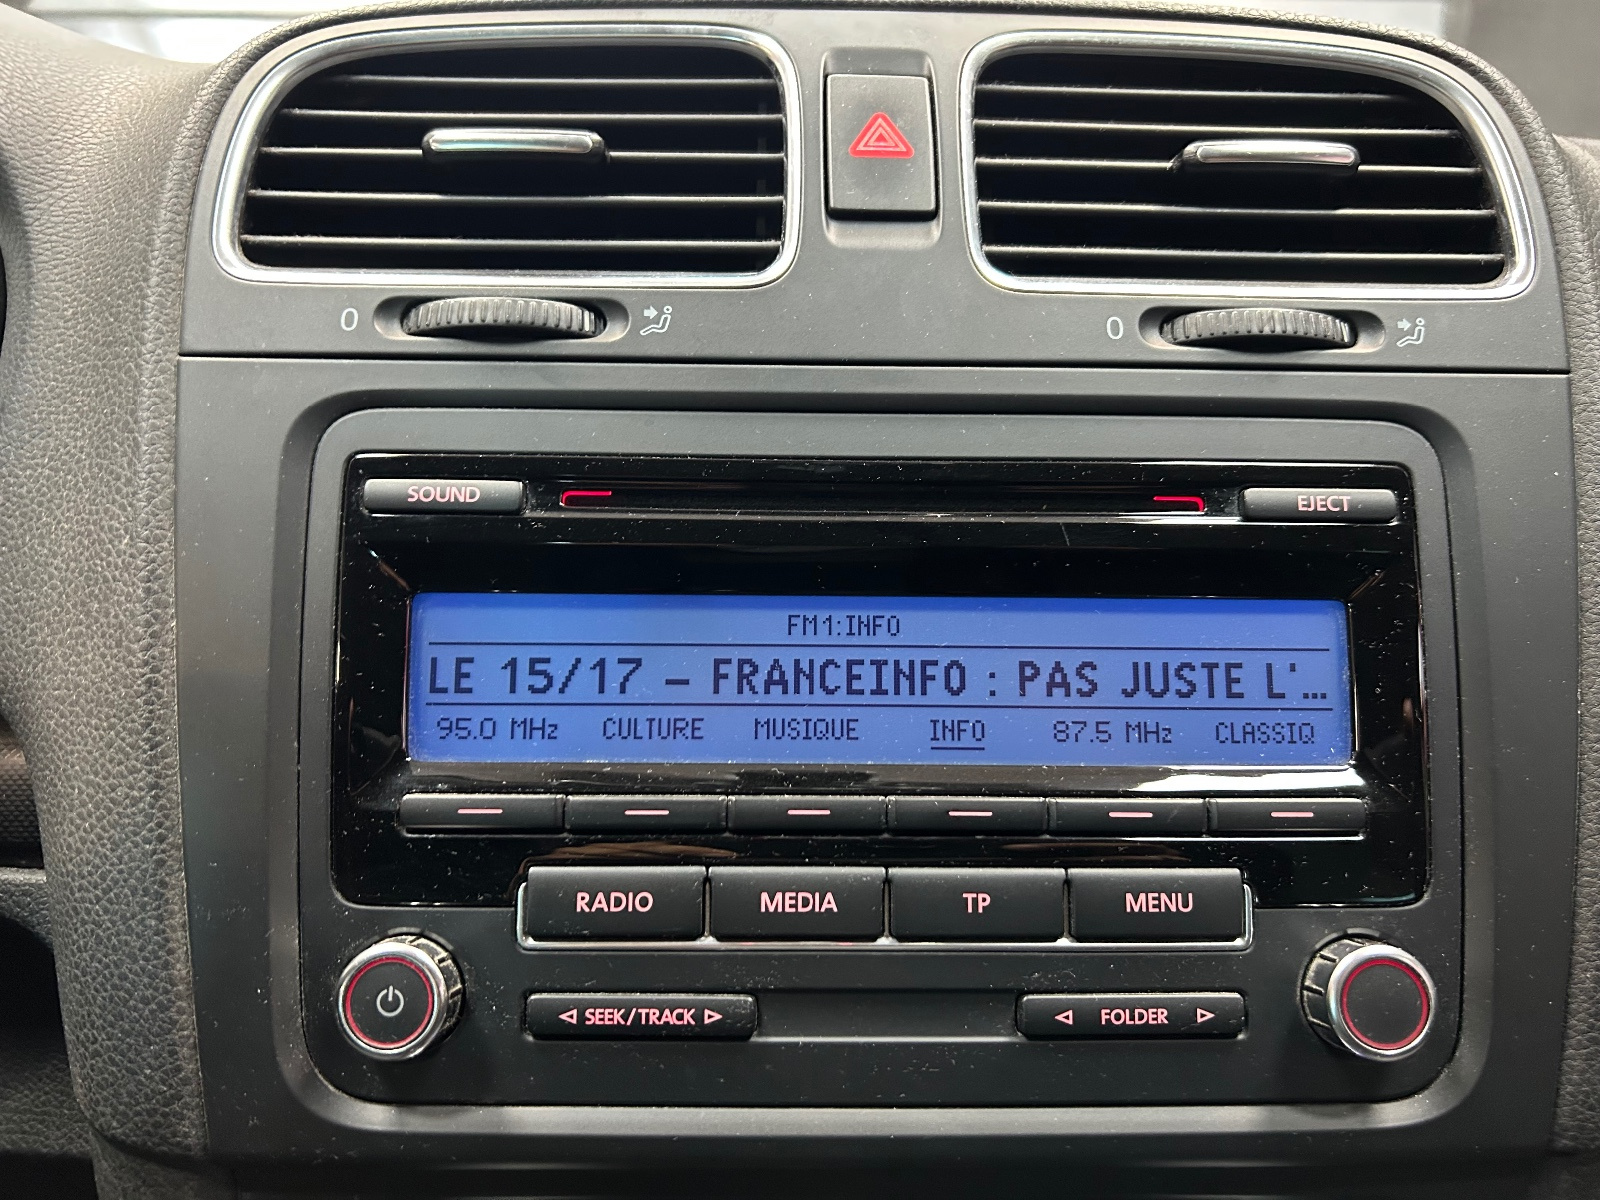 0
0
SOUND
EJECT
FM1:INFO
LE 15/17 - FRANCEINFO : PAS JUSTE L'...
95.0 MHz CULTURE MUSIQUE INFO 87.5 MHz CLASSIQ
RADIO MEDIA TP MENU
SEEK/TRACK
FOLDER